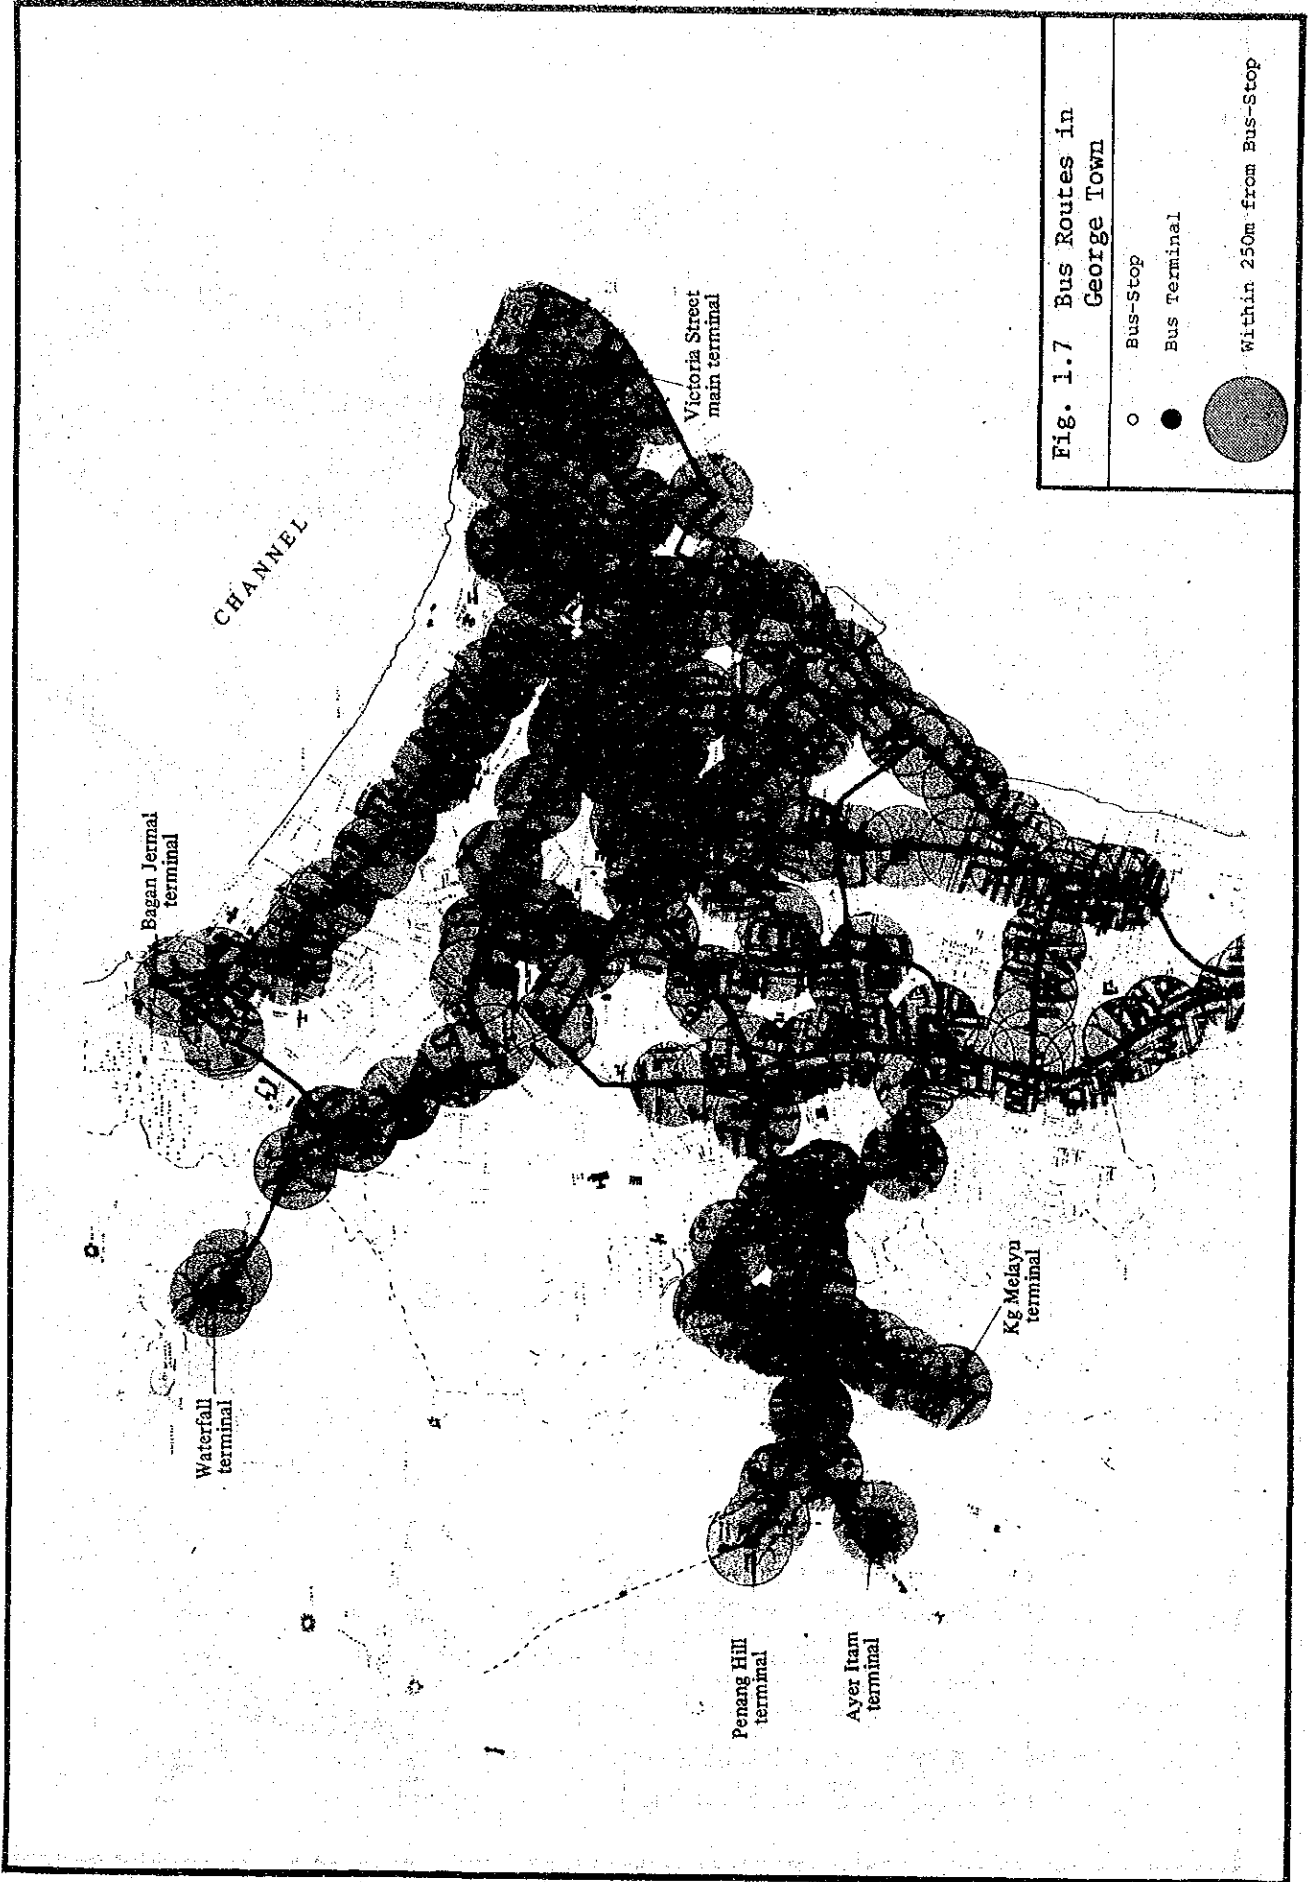 Fig. 1.7 Bus Routes in
George Town
Bus-Stop
Bus Terminal
Within 250m from Bus-Stop
CHANNEL
Bagan Jermal
terminal
Victoria Street
main terminal
Waterfall
terminal
Kg Melayu
terminal
Penang Hill
terminal
Ayer Itam
terminal